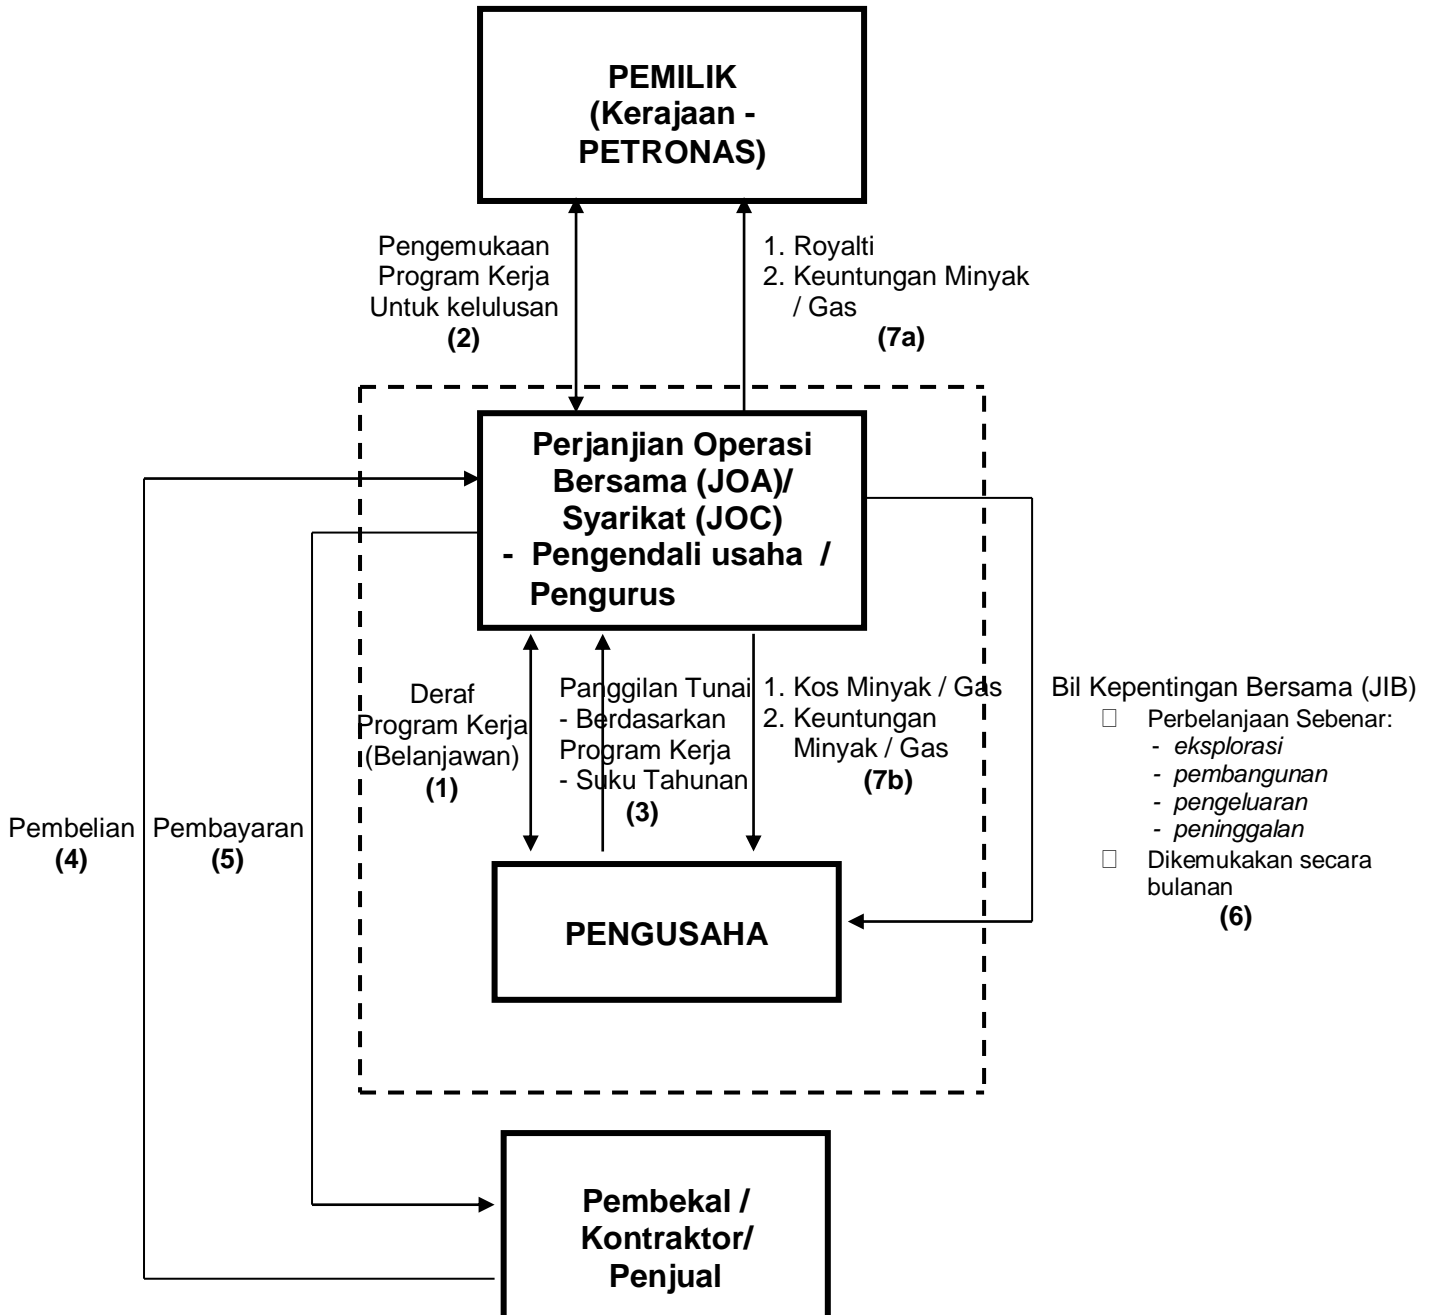 PEMILIK
(Kerajaan -
PETRONAS)
Pengemukaan
Program Kerja
Untuk kelulusan
(2)
1. Royalti
2. Keuntungan Minyak
/ Gas
(7a)
Perjanjian Operasi
Bersama (JOA)/
Syarikat (JOC)
- Pengendali usaha /
Pengurus
Deraf
Program Kerja
(Belanjawan)
(1)
Panggilan Tunai
- Berdasarkan
Program Kerja
- Suku Tahunan
(3)
1. Kos Minyak / Gas
2. Keuntungan
Minyak / Gas
(7b)
Bil Kepentingan Bersama (JIB)
Perbelanjaan Sebenar:
- eksplorasi
- pembangunan
- pengeluaran
- peninggalan
Dikemukakan secara
bulanan
(6)
Pembelian
(4)
Pembayaran
(5)
PENGUSAHA
Pembekal /
Kontraktor/
Penjual